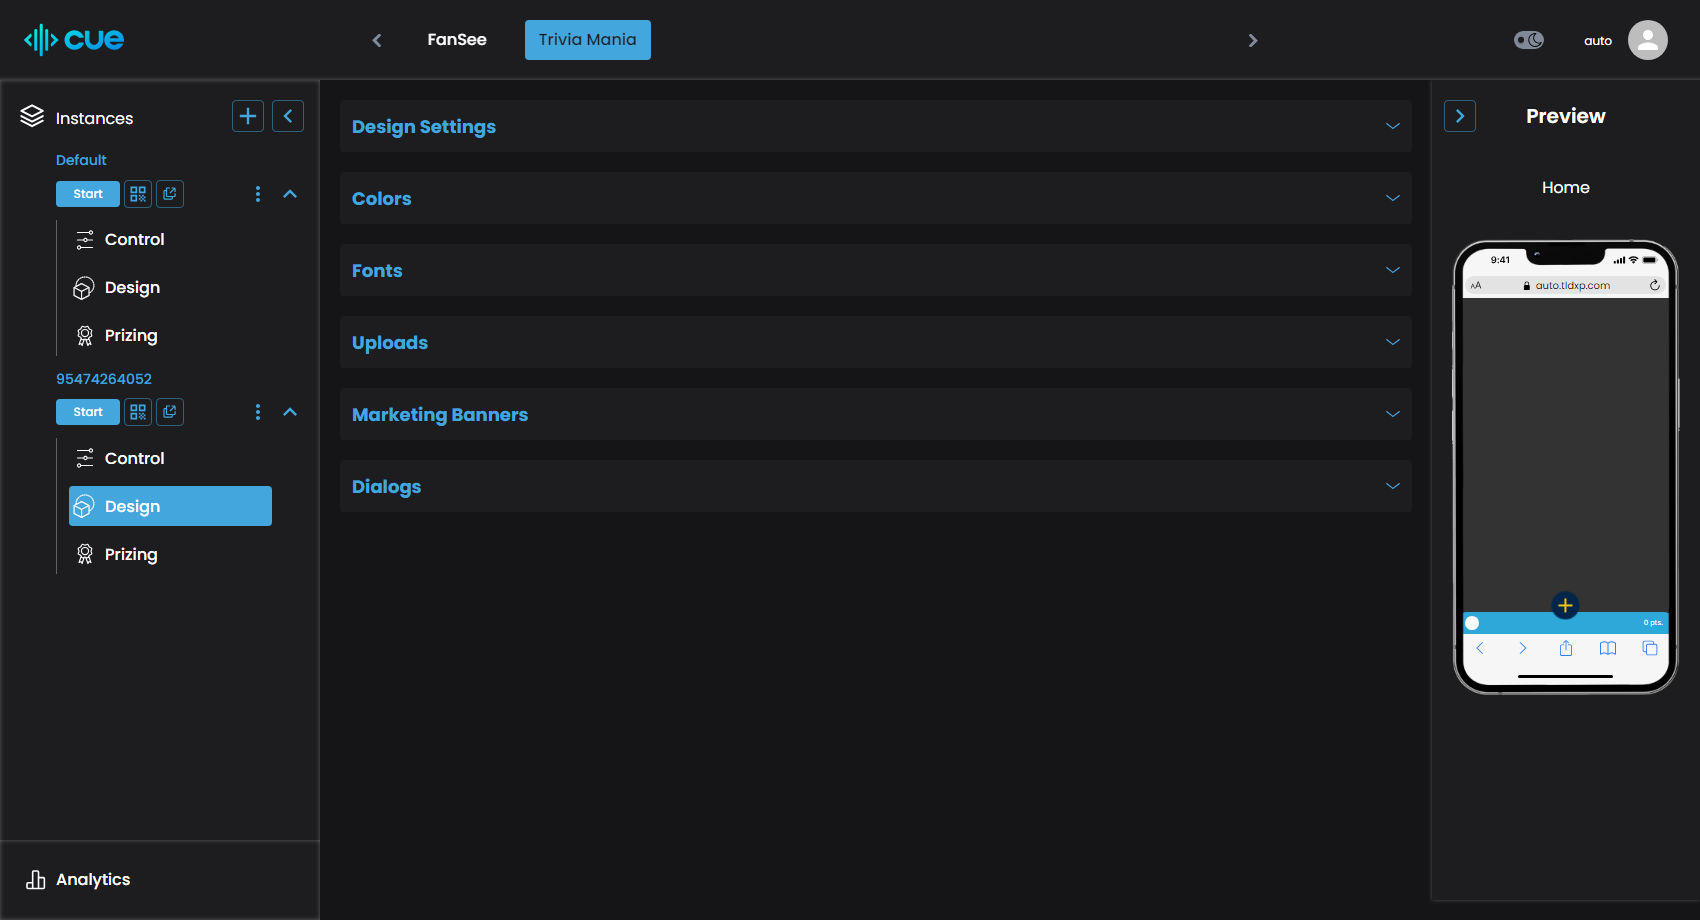 cue
FanSee
Trivia Mania
auto
Instances
Default
Start
Control
Design
Prizing
95474264052
Start
Control
Design
Prizing
Analytics
Design Settings
Colors
Fonts
Uploads
Marketing Banners
Dialogs
Preview
Home
9:41
AA auto.tldxp.com
0 pts.